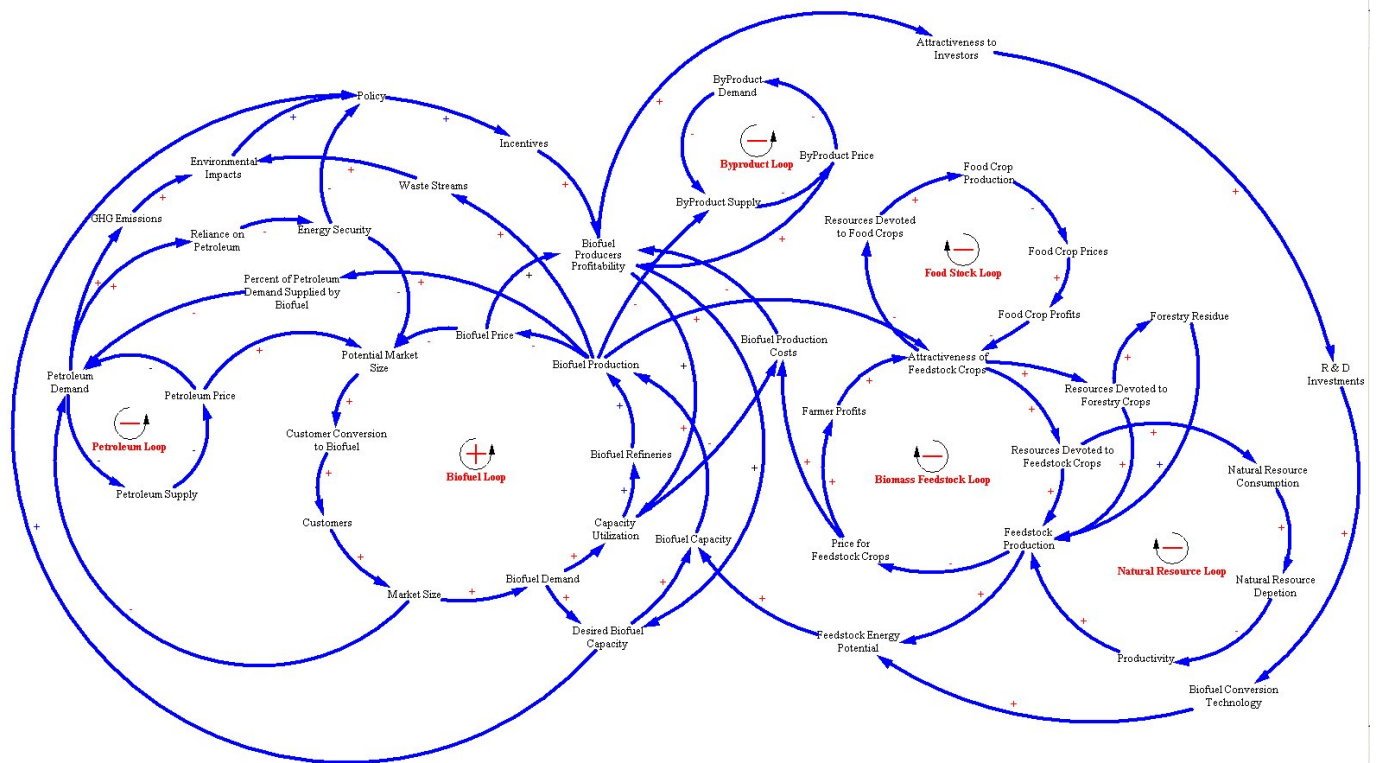 Attractiveness to
Investors
ByProduct
Demand
Policy
Incentives
Byproduct Loop
ByProduct Price
Environmental
Impacts
Waste Streams
Food Crop
Production
ByProduct Supply
GHG Emissions
Reliance on
Petroleum
Energy Security
Resources Devoted
to Food Crops
Biofuel
Producers
Profitability
Food Crop Prices
Food Stock Loop
Percent of Petroleum
Demand Supplied by
Biofuel
Food Crop Profits
Forestry Residue
Biofuel Price
Biofuel Production
Costs
Potential Market
Size
Biofuel Production
Attractiveness of
Feedstock Crops
Petroleum
Demand
Petroleum Price
R & D
Investments
Resources Devoted to
Forestry Crops
Farmer Profits
Petroleum Loop
Customer Conversion
to Biofuel
Biofuel Loop
Biofuel Refineries
Resources Devoted to
Feedstock Crops
Biomass Feedstock Loop
Natural Resource
Consumption
Petroleum Supply
Customers
Capacity
Utilization
Biofuel Capacity
Price for
Feedstock Crops
Feedstock
Production
Natural Resource Loop
Biofuel Demand
Market Size
Natural Resource
Depetion
Desired Biofuel
Capacity
Feedstock Energy
Potential
Productivity
Biofuel Conversion
Technology